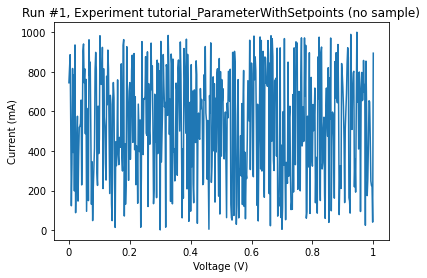 Run #1, Experiment tutorial_ParameterWithSetpoints (no sample)
1000
800
600
400
200
0
Current (mA)
0 0.2 0.4 0.6 0.8 1
Voltage (V)